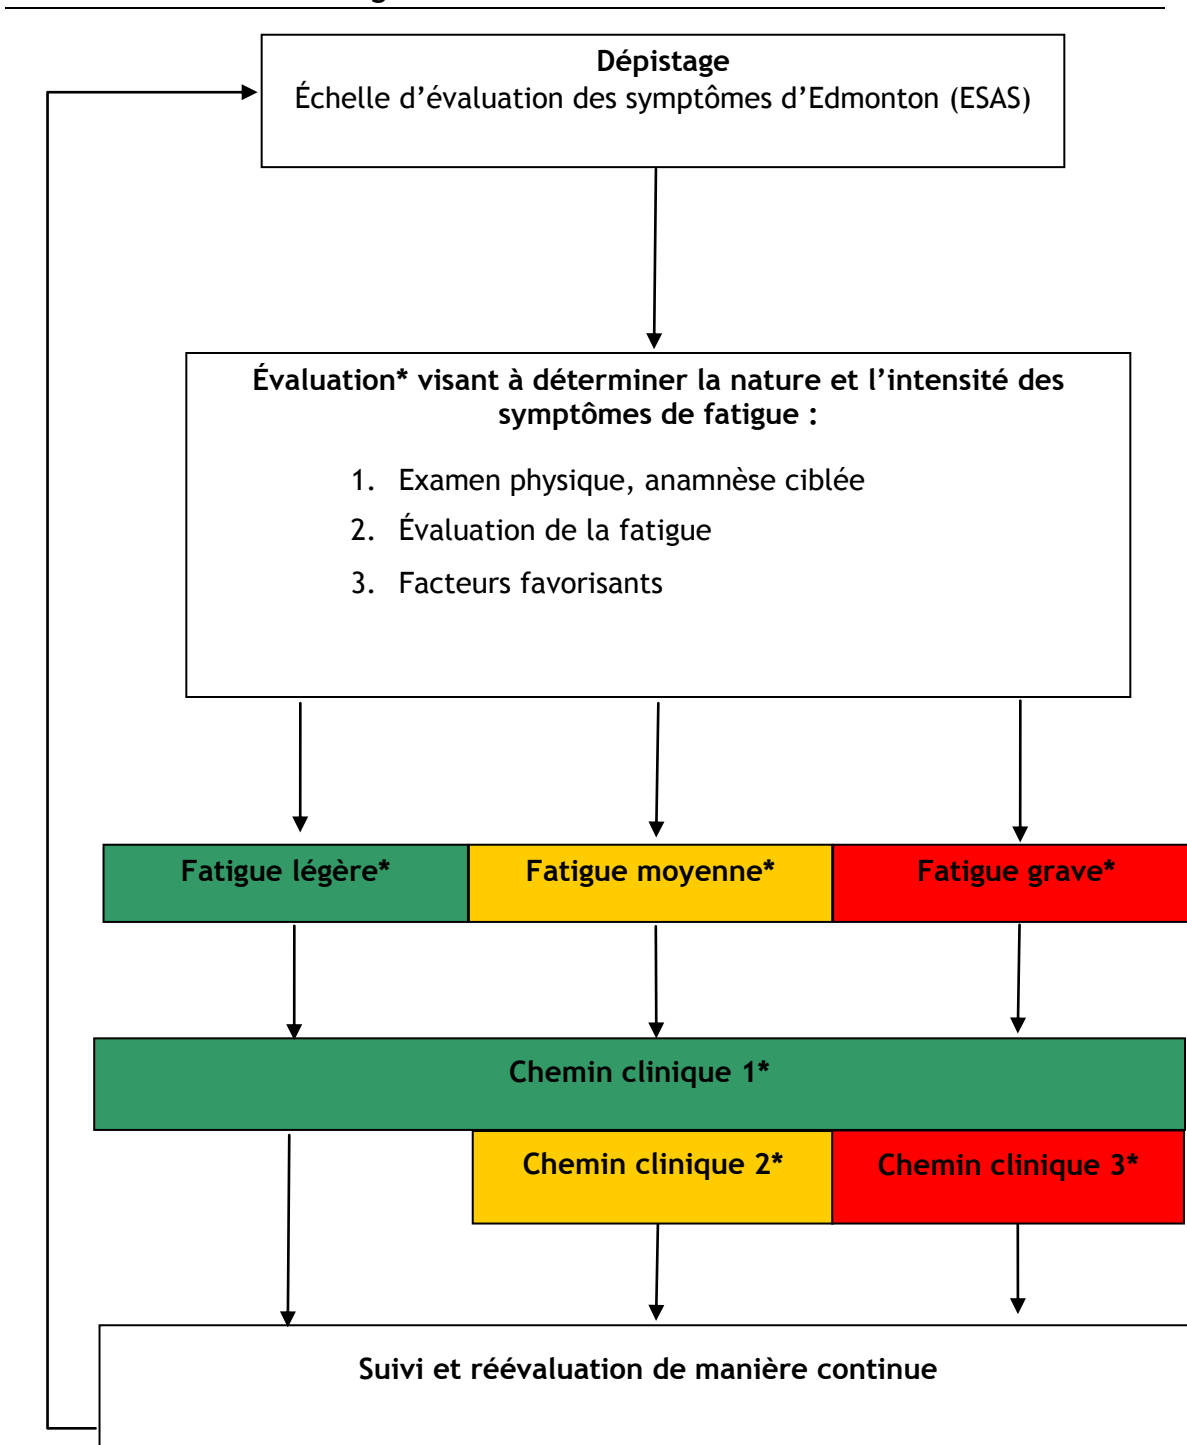 Dépistage
Échelle d’évaluation des symptômes d’Edmonton (ESAS)
Évaluation* visant à déterminer la nature et l’intensité des
symptômes de fatigue :
1. Examen physique, anamnèse ciblée
2. Évaluation de la fatigue
3. Facteurs favorisants
Fatigue légère* Fatigue moyenne* Fatigue grave*
Chemin clinique 1*
Chemin clinique 2* Chemin clinique 3*
Suivi et réévaluation de manière continue